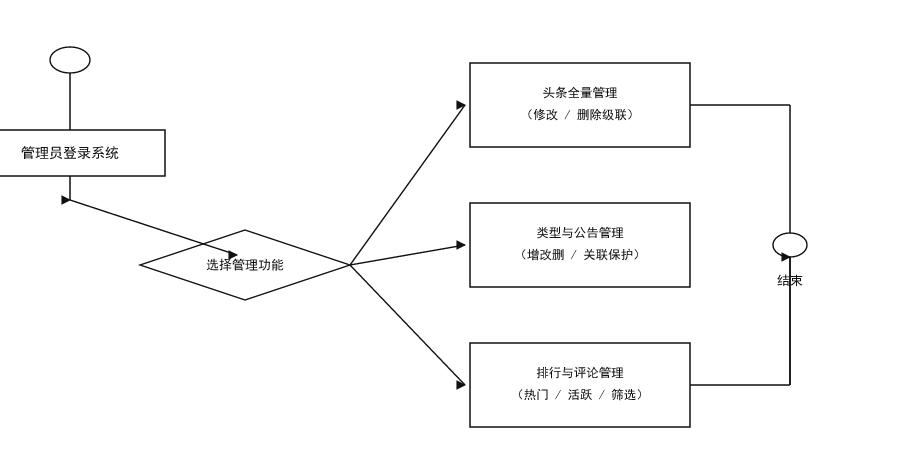 管理员登录系统
选择管理功能
头条全量管理
（修改 / 删除级联）
类型与公告管理
（增改删 / 关联保护）
排行与评论管理
（热门 / 活跃 / 筛选）
结束